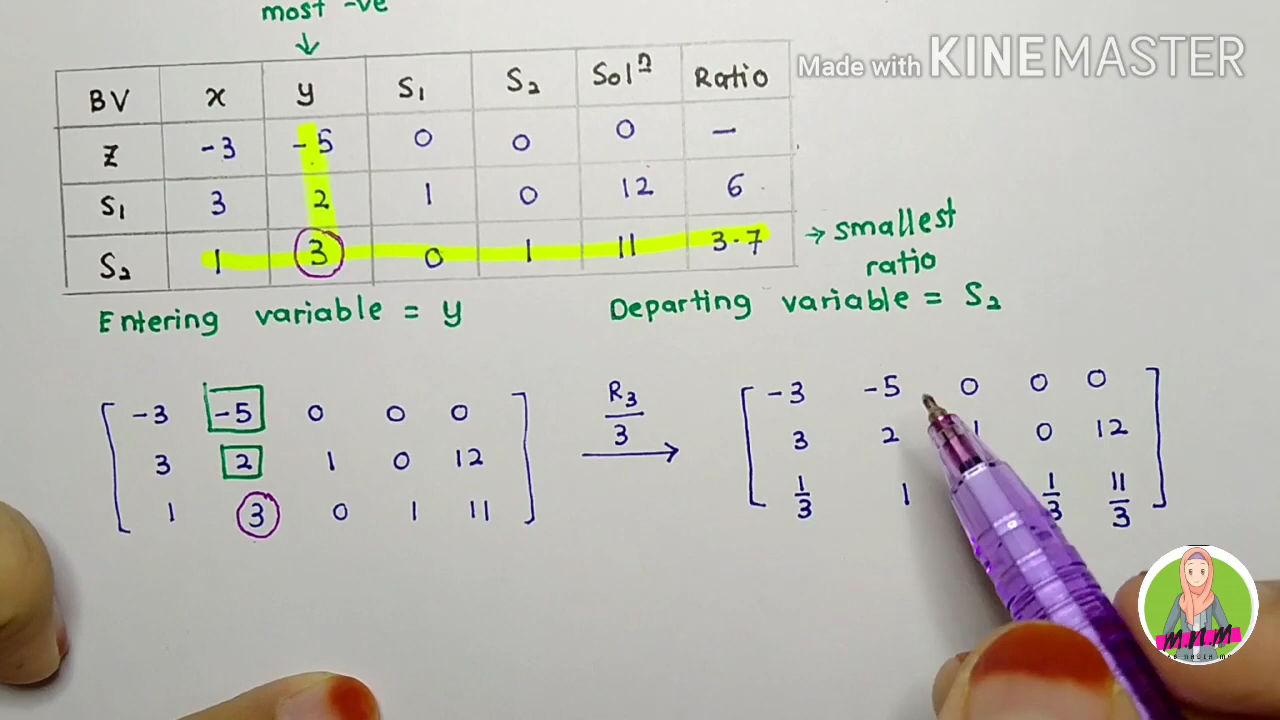 most -ve
↓
Made with KINEMASTER
BV x y S₁ S₂ Solⁿ Ratio
Z -3 -5 0 0 0 —
S₁ 3 2 1 0 12 6
S₂ 1 3 0 1 11 3.7
→ smallest
ratio
Entering variable = y
Departing variable = S₂
-3 -5 0 0 0
3 2 1 0 12
1 3 0 1 11
R₃/3
→
-3 -5 0 0 0
3 2 1 0 12
1/3 1 1/3 11/3
M.N.M